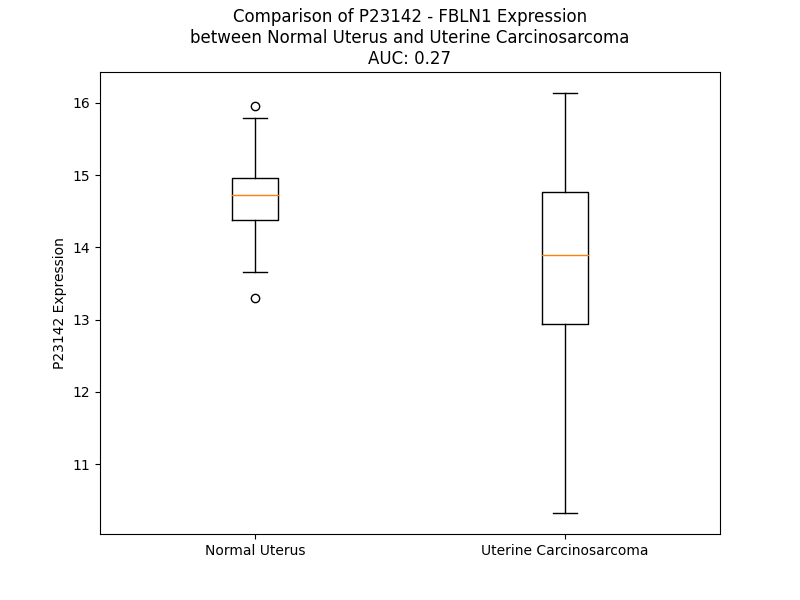 Comparison of P23142 - FBLN1 Expression
between Normal Uterus and Uterine Carcinosarcoma
AUC: 0.27
16
15
14
13
12
11
P23142 Expression
Normal Uterus
Uterine Carcinosarcoma